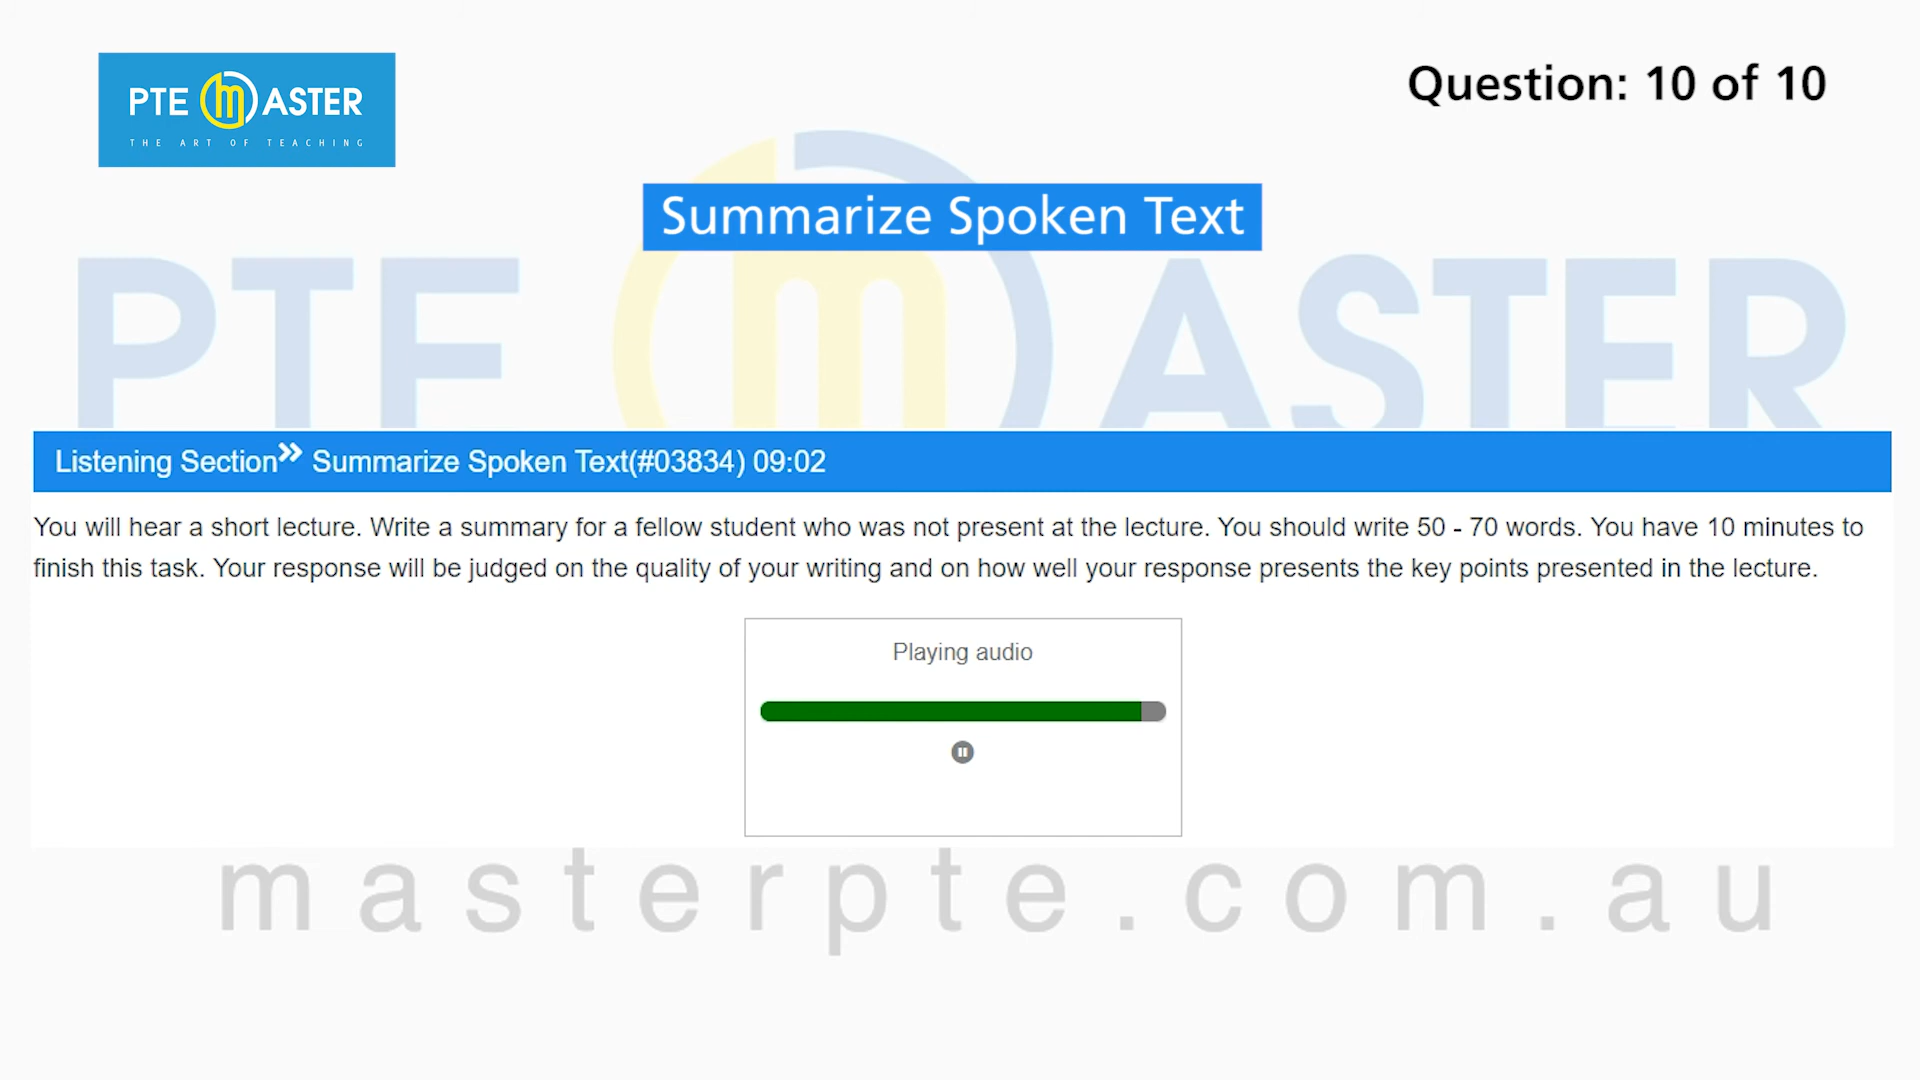 PTE MASTER
THE ART OF TEACHING
Question: 10 of 10
Summarize Spoken Text
PTE MASTER
Listening Section» Summarize Spoken Text(#03834) 09:02
You will hear a short lecture. Write a summary for a fellow student who was not present at the lecture. You should write 50 - 70 words. You have 10 minutes to
finish this task. Your response will be judged on the quality of your writing and on how well your response presents the key points presented in the lecture.
Playing audio
masterpte.com.au